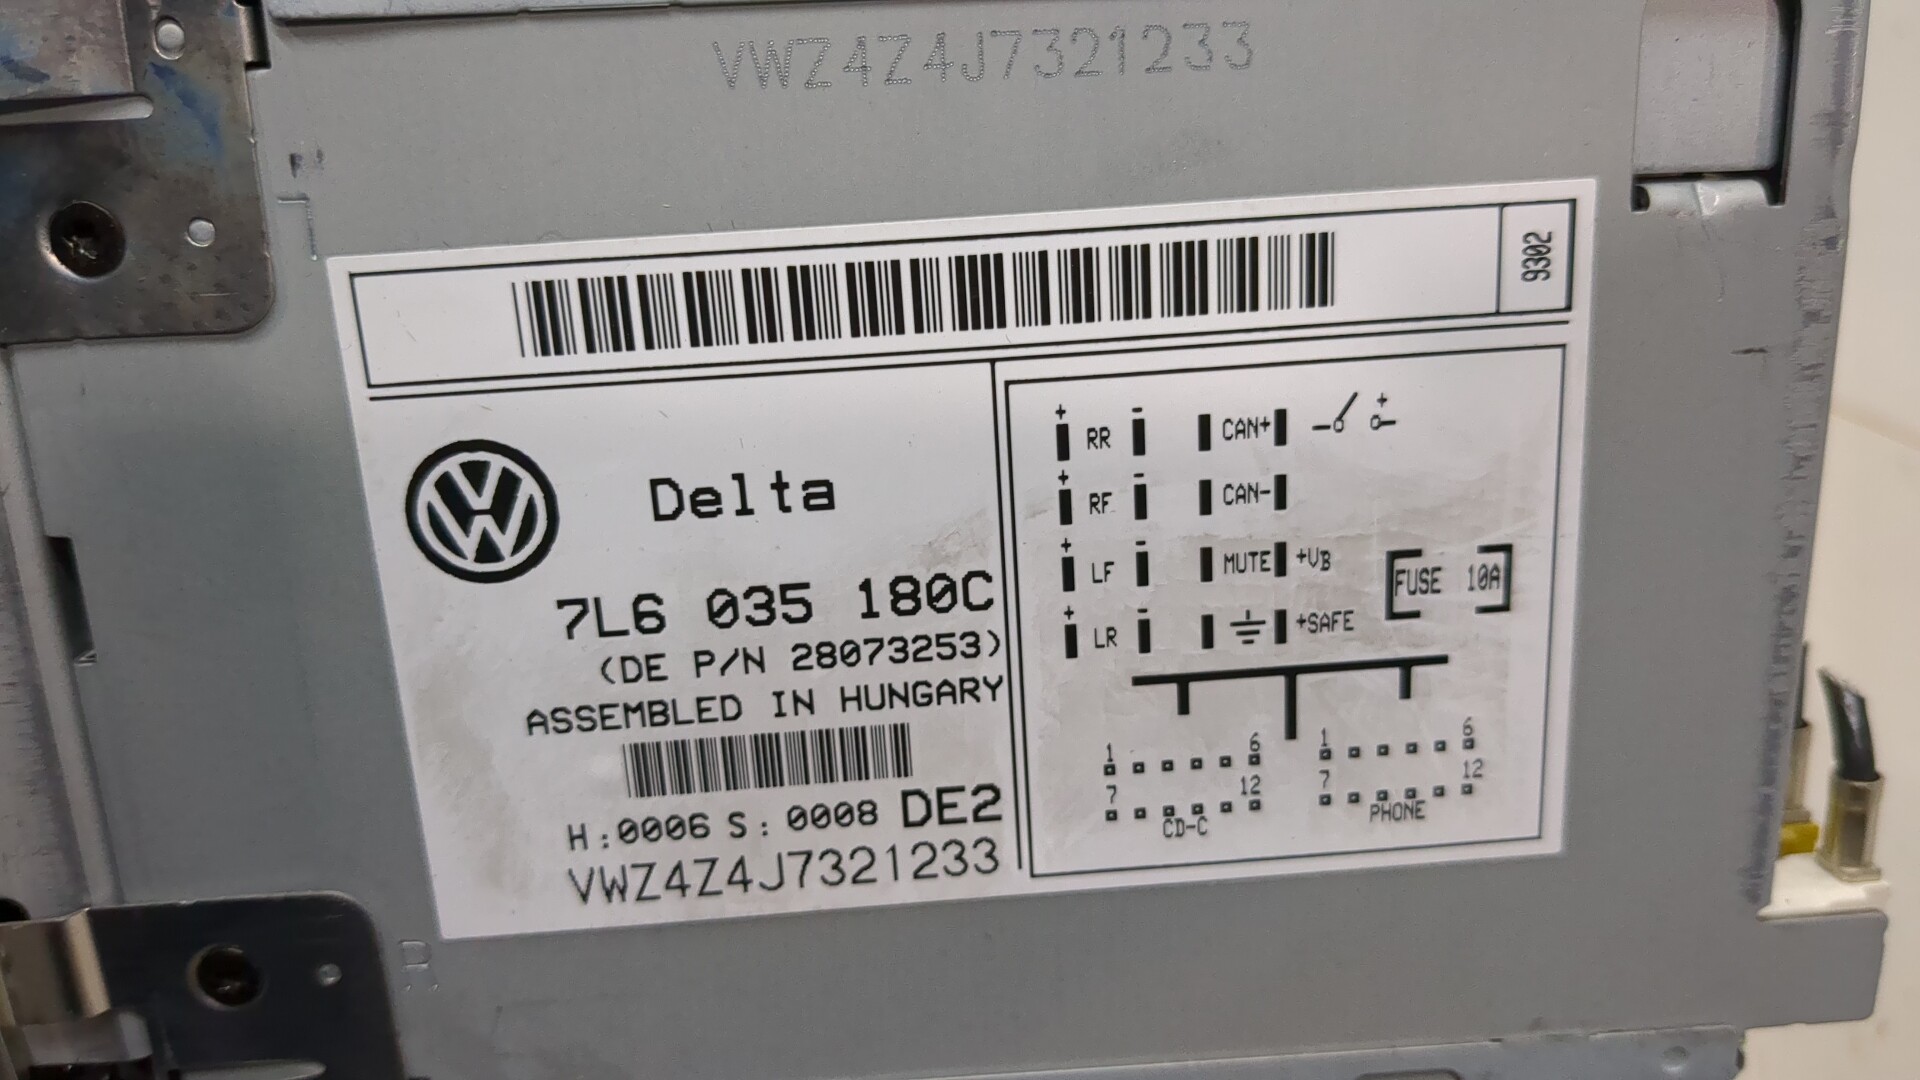 VWZ4Z4J7321233
9302
Delta
7L6 035 180C
(DE P/N 28073253)
ASSEMBLED IN HUNGARY
H:0006 S:0008 DE2
VWZ4Z4J7321233
+ RR - CAN+ +
+ RF - CAN-
+ LF - MUTE +VB
+ LR - +SAFE
FUSE 10A
1 6 1 6
7 12 7 12
CD-C PHONE
R